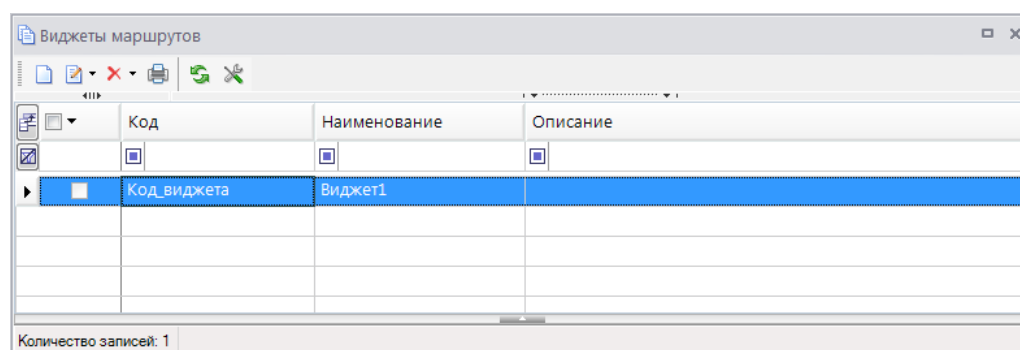 Виджеты маршрутов
Код Наименование Описание
Код_виджета Виджет1
Количество записей: 1